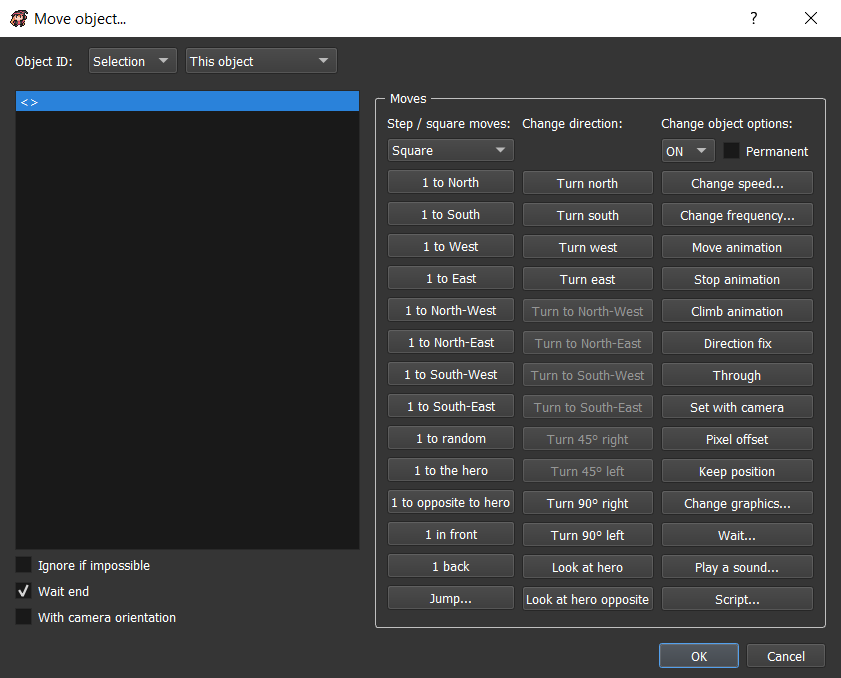 Move object...
?
Object ID:
Selection
This object
< >
Ignore if impossible
Wait end
With camera orientation
Moves
Step / square moves:
Square
1 to North
1 to South
1 to West
1 to East
1 to North-West
1 to North-East
1 to South-West
1 to South-East
1 to random
1 to the hero
1 to opposite to hero
1 in front
1 back
Jump...
Change direction:
Turn north
Turn south
Turn west
Turn east
Turn to North-West
Turn to North-East
Turn to South-West
Turn to South-East
Turn 45º right
Turn 45º left
Turn 90º right
Turn 90º left
Look at hero
Look at hero opposite
Change object options:
ON
Permanent
Change speed...
Change frequency...
Move animation
Stop animation
Climb animation
Direction fix
Through
Set with camera
Pixel offset
Keep position
Change graphics...
Wait...
Play a sound...
Script...
OK
Cancel